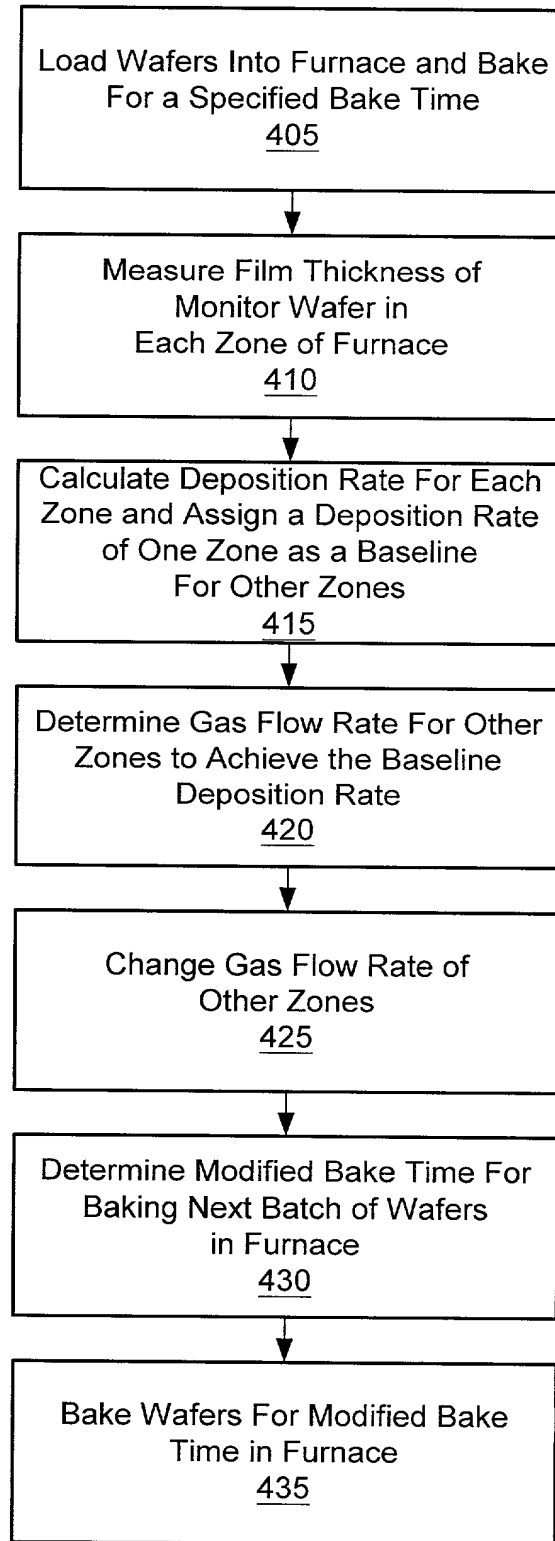 Load Wafers Into Furnace and Bake
For a Specified Bake Time
405
Measure Film Thickness of
Monitor Wafer in
Each Zone of Furnace
410
Calculate Deposition Rate For Each
Zone and Assign a Deposition Rate
of One Zone as a Baseline
For Other Zones
415
Determine Gas Flow Rate For Other
Zones to Achieve the Baseline
Deposition Rate
420
Change Gas Flow Rate of
Other Zones
425
Determine Modified Bake Time For
Baking Next Batch of Wafers
in Furnace
430
Bake Wafers For Modified Bake
Time in Furnace
435